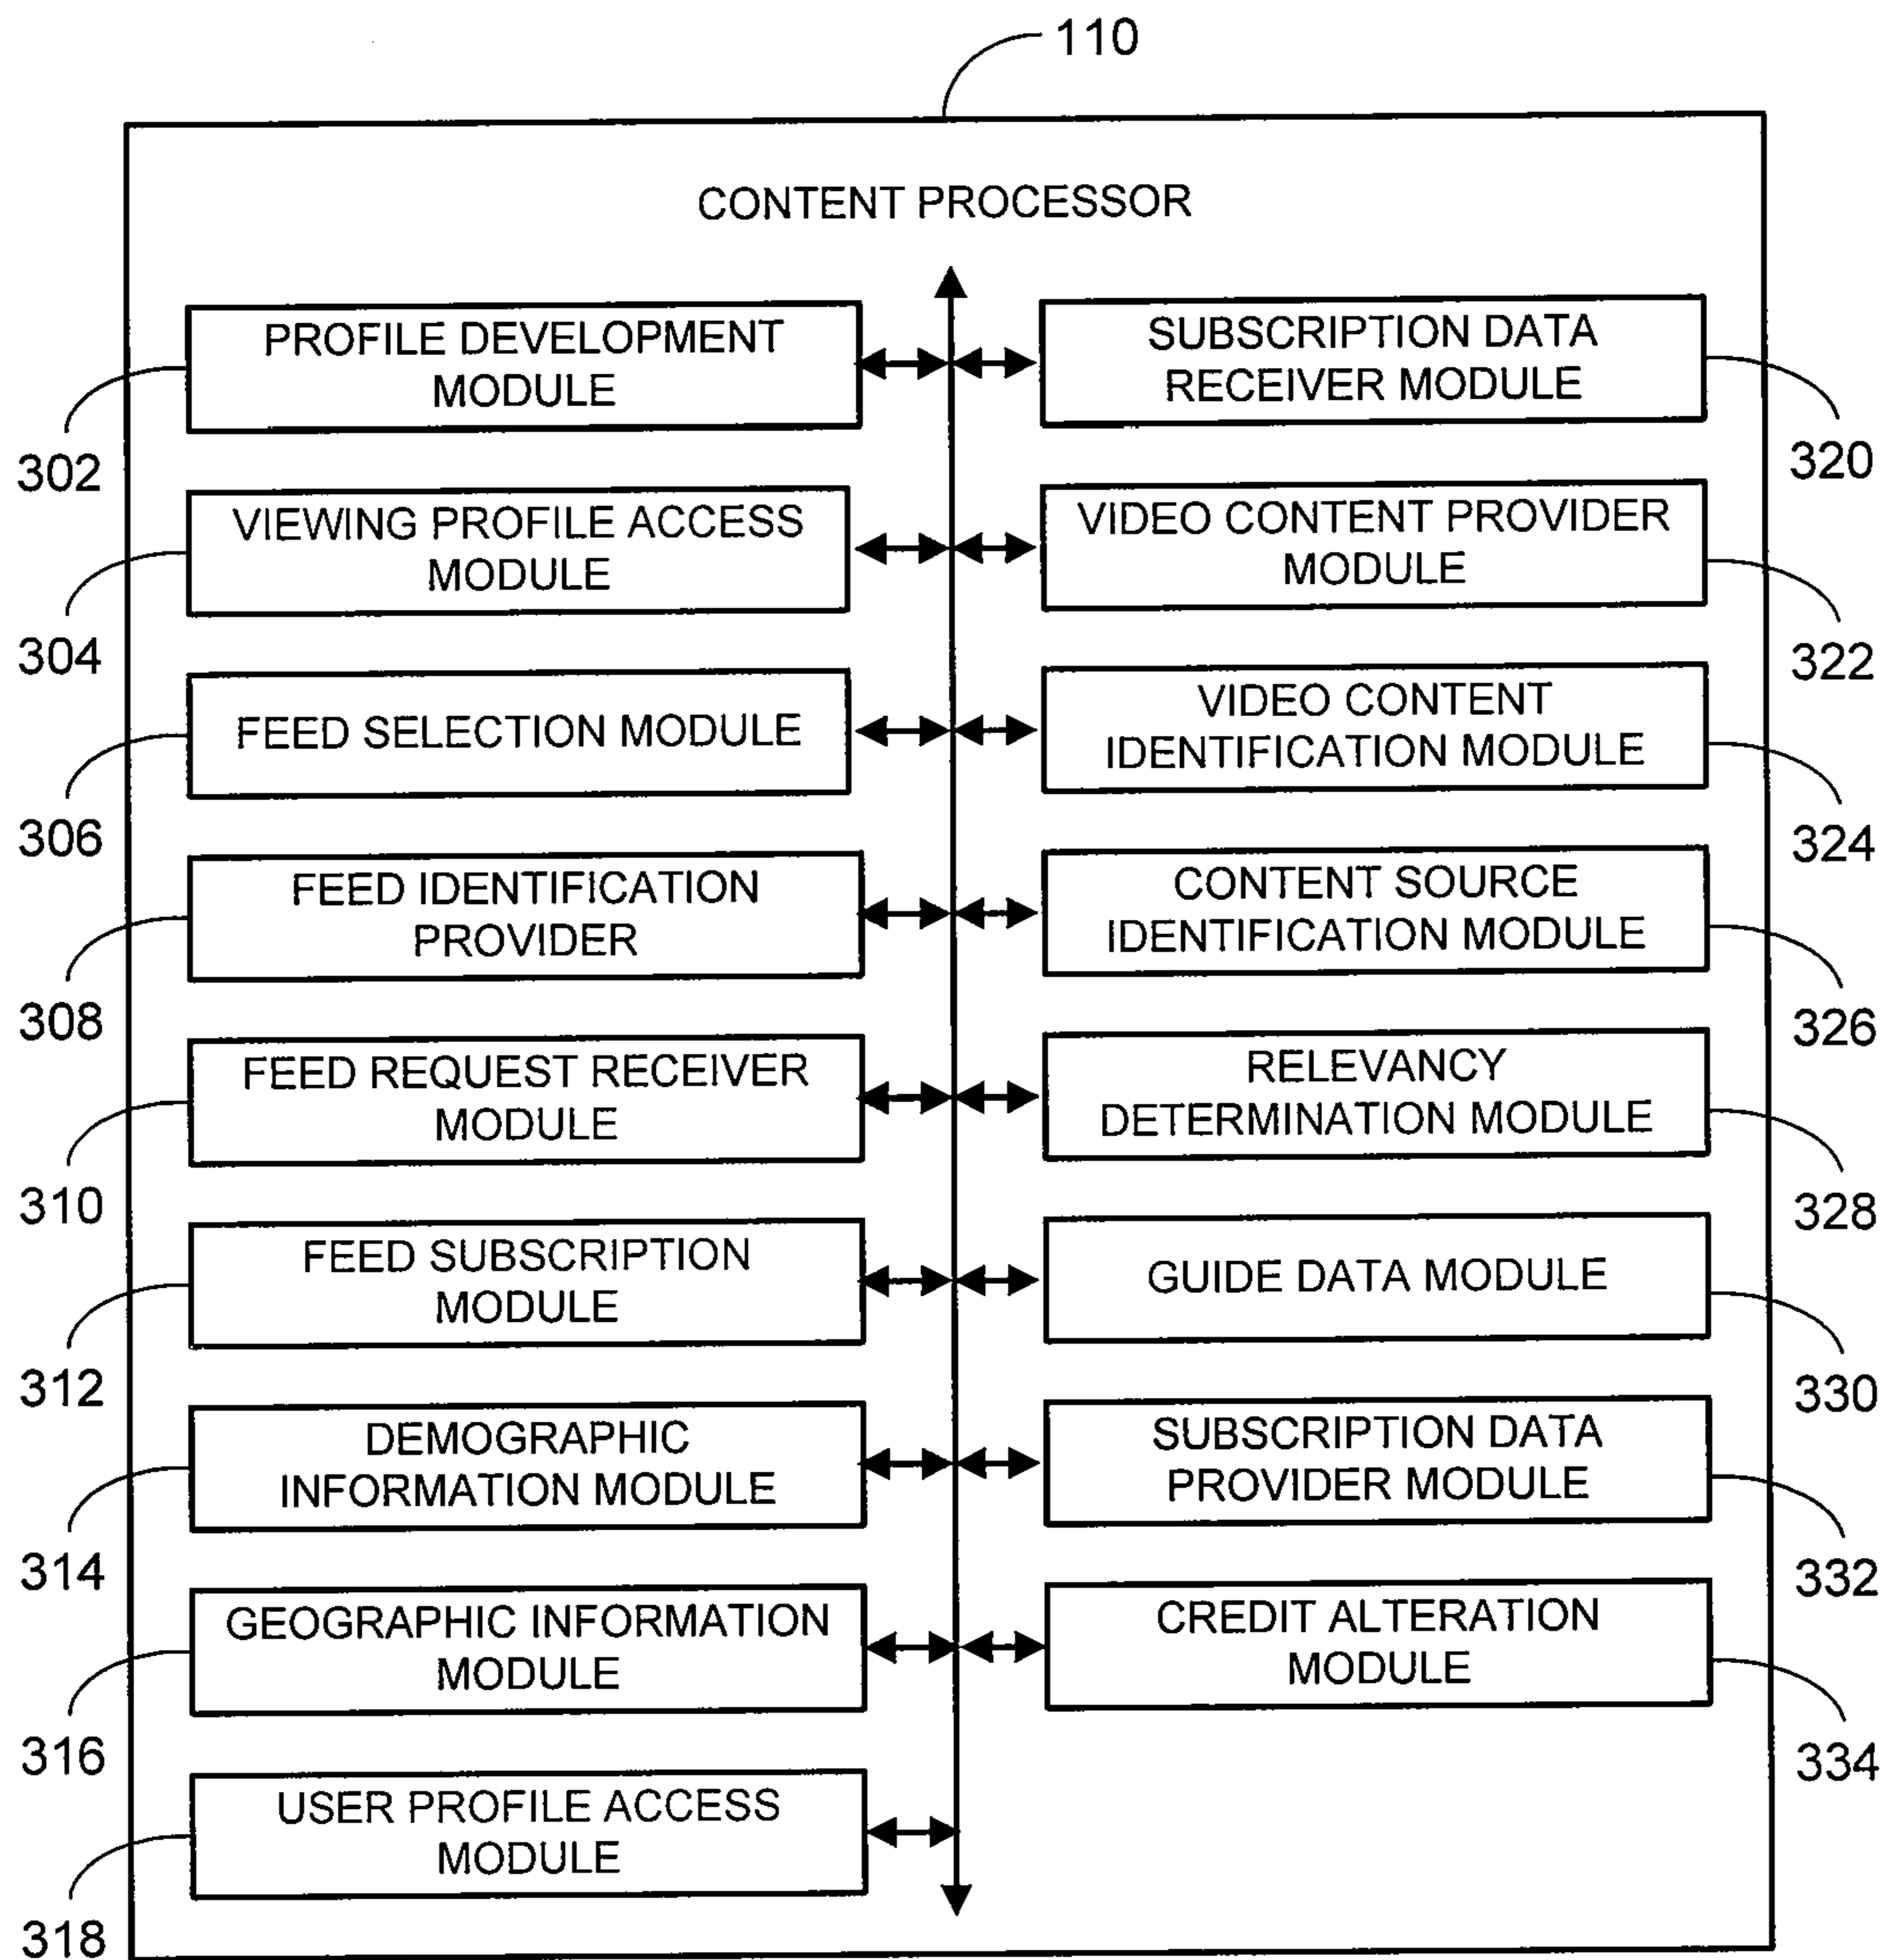 110
CONTENT PROCESSOR
PROFILE DEVELOPMENT
MODULE
302
SUBSCRIPTION DATA
RECEIVER MODULE
320
VIEWING PROFILE ACCESS
MODULE
304
VIDEO CONTENT PROVIDER
MODULE
322
FEED SELECTION MODULE
306
VIDEO CONTENT
IDENTIFICATION MODULE
324
FEED IDENTIFICATION
PROVIDER
308
CONTENT SOURCE
IDENTIFICATION MODULE
326
FEED REQUEST RECEIVER
MODULE
310
RELEVANCY
DETERMINATION MODULE
328
FEED SUBSCRIPTION
MODULE
312
GUIDE DATA MODULE
330
DEMOGRAPHIC
INFORMATION MODULE
314
SUBSCRIPTION DATA
PROVIDER MODULE
332
GEOGRAPHIC INFORMATION
MODULE
316
CREDIT ALTERATION
MODULE
334
USER PROFILE ACCESS
MODULE
318